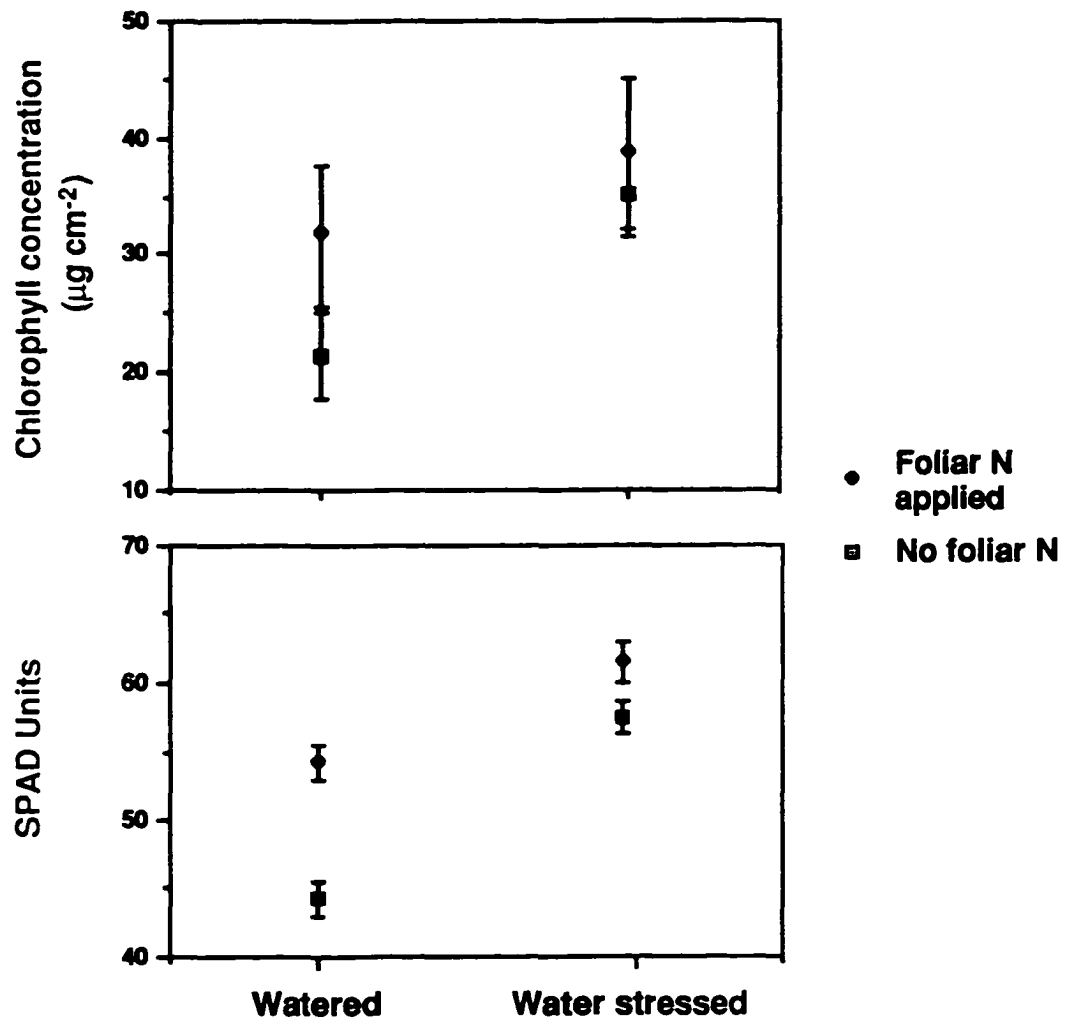 50
40
30
20
10
Chlorophyll concentration
(µg cm-2)
Foliar N
applied
No foliar N
70
60
50
40
SPAD Units
Watered
Water stressed